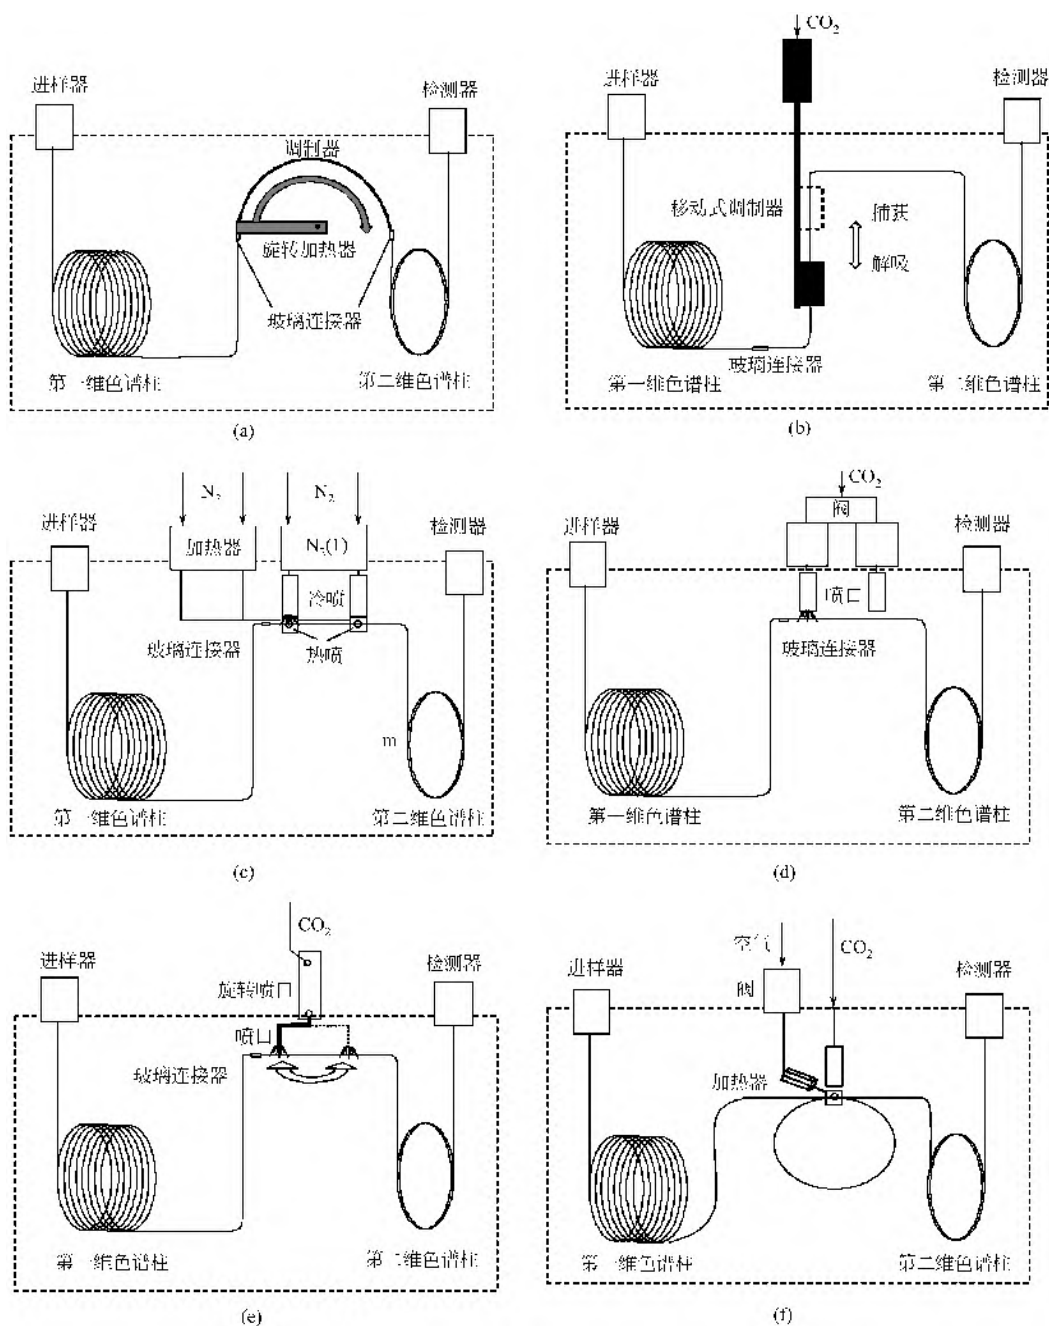 进样器
检测器
调制器
旋转加热器
玻璃连接器
第一维色谱柱
第二维色谱柱
(a)
CO₂
进样器
检测器
移动式调制器
捕获
解吸
玻璃连接器
第一维色谱柱
第二维色谱柱
(b)
N₂
N₂
进样器
加热器
N₂(1)
检测器
冷喷
玻璃连接器
热喷
m
第一维色谱柱
第二维色谱柱
(c)
CO₂
阀
进样器
检测器
喷口
玻璃连接器
第一维色谱柱
第二维色谱柱
(d)
CO₂
进样器
检测器
旋转喷口
喷口
玻璃连接器
第一维色谱柱
第二维色谱柱
(e)
空气
CO₂
进样器
阀
检测器
加热器
第一维色谱柱
第二维色谱柱
(f)